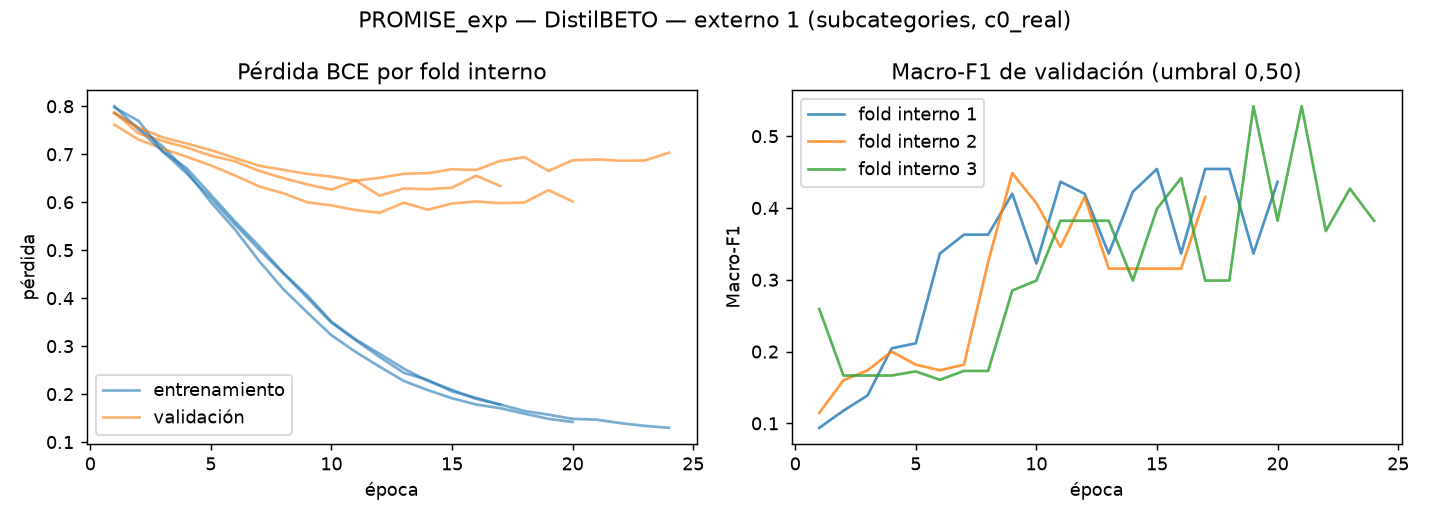 PROMISE_exp — DistilBETO — externo 1 (subcategories, c0_real)
Pérdida BCE por fold interno
pérdida
0.8
0.7
0.6
0.5
0.4
0.3
0.2
0.1
entrenamiento
validación
0 5 10 15 20 25
época
Macro-F1 de validación (umbral 0,50)
Macro-F1
0.5
0.4
0.3
0.2
0.1
fold interno 1
fold interno 2
fold interno 3
0 5 10 15 20 25
época